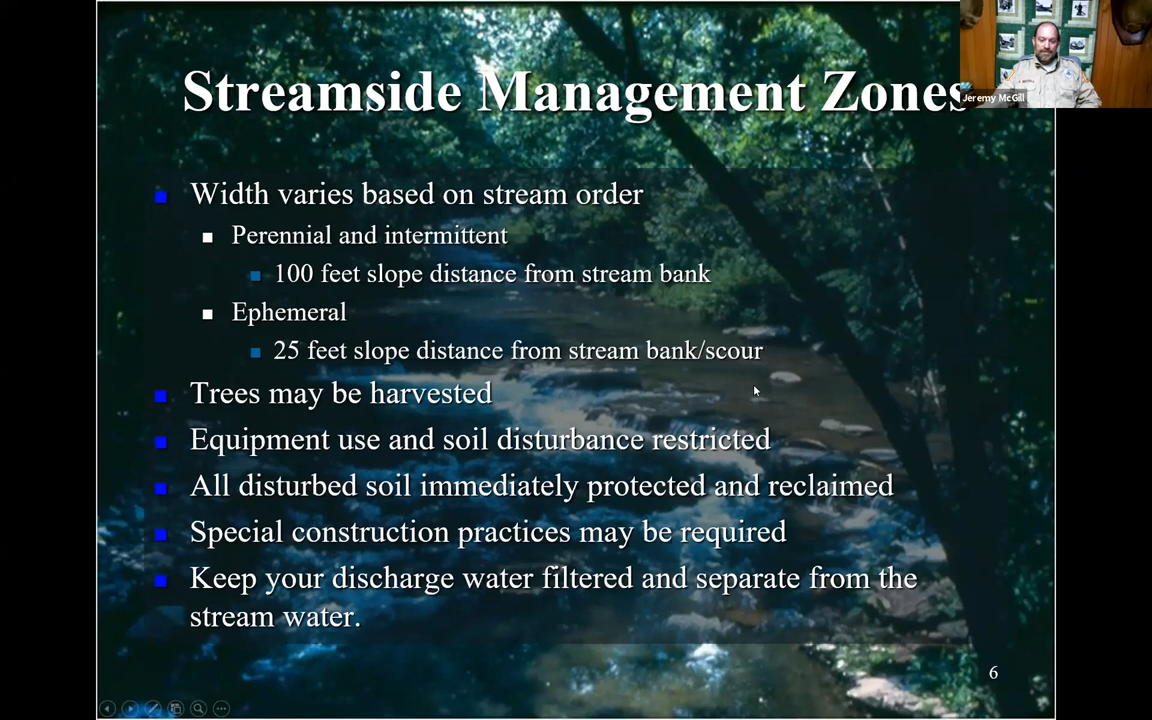 Streamside Management Zones
Jeremy McGill
Width varies based on stream order
Perennial and intermittent
100 feet slope distance from stream bank
Ephemeral
25 feet slope distance from stream bank/scour
Trees may be harvested
Equipment use and soil disturbance restricted
All disturbed soil immediately protected and reclaimed
Special construction practices may be required
Keep your discharge water filtered and separate from the
stream water.
6